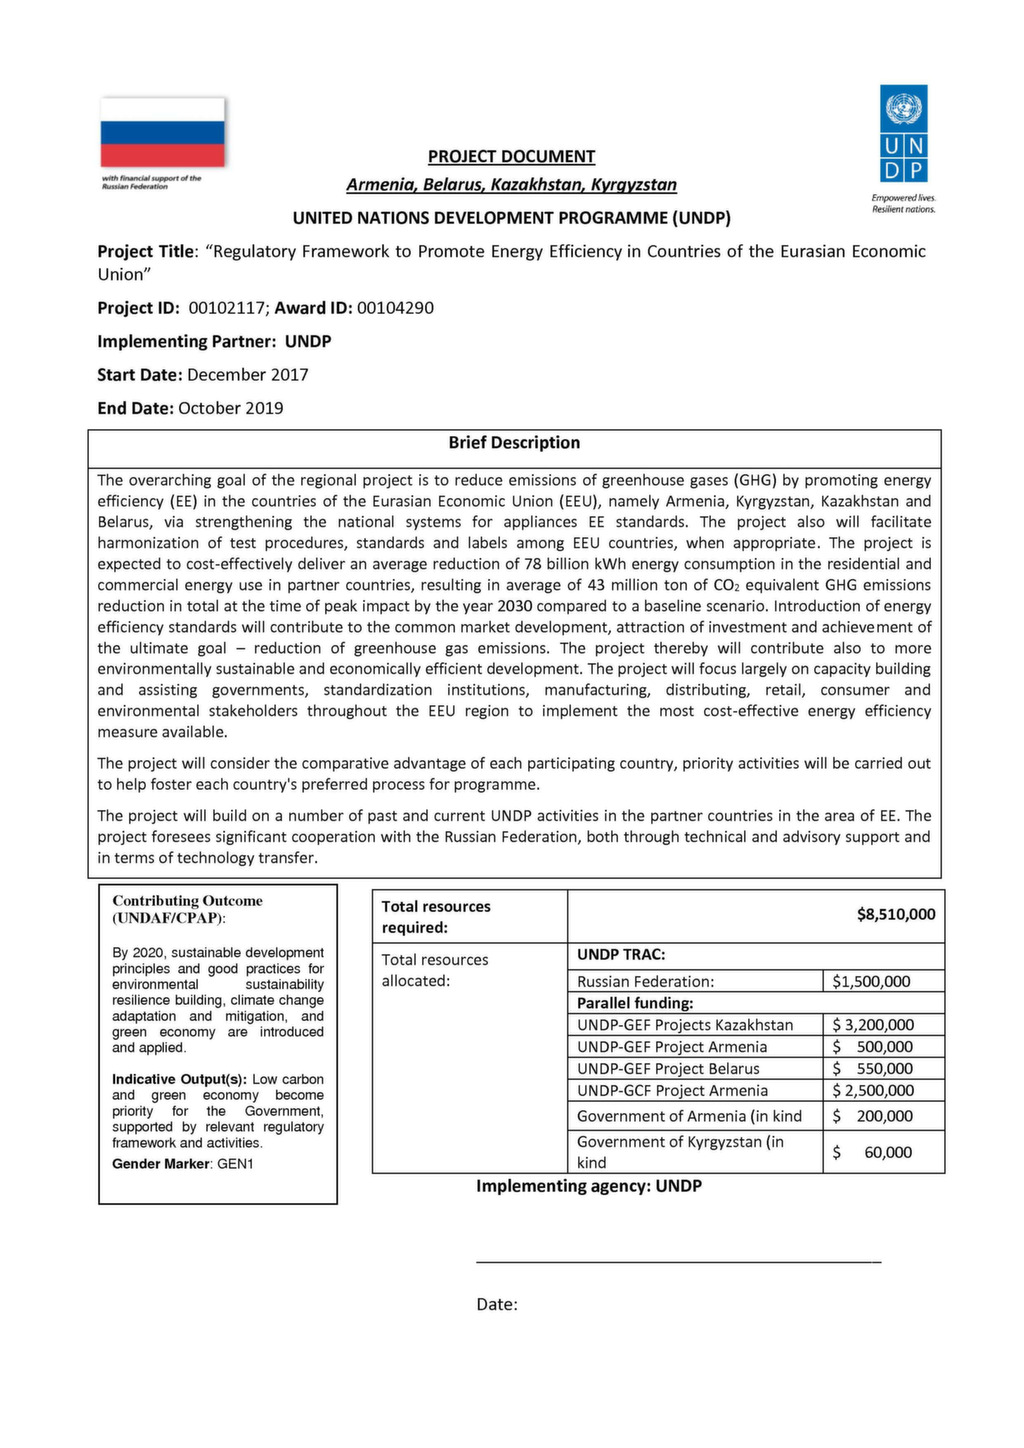 with financial support of the
Russian Federation
U N
D P
Empowered lives.
Resilient nations.
PROJECT DOCUMENT
Armenia, Belarus, Kazakhstan, Kyrgyzstan
UNITED NATIONS DEVELOPMENT PROGRAMME (UNDP)
Project Title: “Regulatory Framework to Promote Energy Efficiency in Countries of the Eurasian Economic
Union”
Project ID: 00102117; Award ID: 00104290
Implementing Partner: UNDP
Start Date: December 2017
End Date: October 2019
Brief Description
The overarching goal of the regional project is to reduce emissions of greenhouse gases (GHG) by promoting energy
efficiency (EE) in the countries of the Eurasian Economic Union (EEU), namely Armenia, Kyrgyzstan, Kazakhstan and
Belarus, via strengthening the national systems for appliances EE standards. The project also will facilitate
harmonization of test procedures, standards and labels among EEU countries, when appropriate. The project is
expected to cost-effectively deliver an average reduction of 78 billion kWh energy consumption in the residential and
commercial energy use in partner countries, resulting in average of 43 million ton of CO₂ equivalent GHG emissions
reduction in total at the time of peak impact by the year 2030 compared to a baseline scenario. Introduction of energy
efficiency standards will contribute to the common market development, attraction of investment and achievement of
the ultimate goal – reduction of greenhouse gas emissions. The project thereby will contribute also to more
environmentally sustainable and economically efficient development. The project will focus largely on capacity building
and assisting governments, standardization institutions, manufacturing, distributing, retail, consumer and
environmental stakeholders throughout the EEU region to implement the most cost-effective energy efficiency
measure available.
The project will consider the comparative advantage of each participating country, priority activities will be carried out
to help foster each country's preferred process for programme.
The project will build on a number of past and current UNDP activities in the partner countries in the area of EE. The
project foresees significant cooperation with the Russian Federation, both through technical and advisory support and
in terms of technology transfer.
Contributing Outcome
(UNDAF/CPAP):
By 2020, sustainable development
principles and good practices for
environmental sustainability
resilience building, climate change
adaptation and mitigation, and
green economy are introduced
and applied.
Indicative Output(s): Low carbon
and green economy become
priority for the Government,
supported by relevant regulatory
framework and activities.
Gender Marker: GEN1
Total resources
required:
$8,510,000
Total resources
allocated:
UNDP TRAC:
Russian Federation: $1,500,000
Parallel funding:
UNDP-GEF Projects Kazakhstan $ 3,200,000
UNDP-GEF Project Armenia $ 500,000
UNDP-GEF Project Belarus $ 550,000
UNDP-GCF Project Armenia $ 2,500,000
Government of Armenia (in kind $ 200,000
Government of Kyrgyzstan (in
kind $ 60,000
Implementing agency: UNDP
Date: